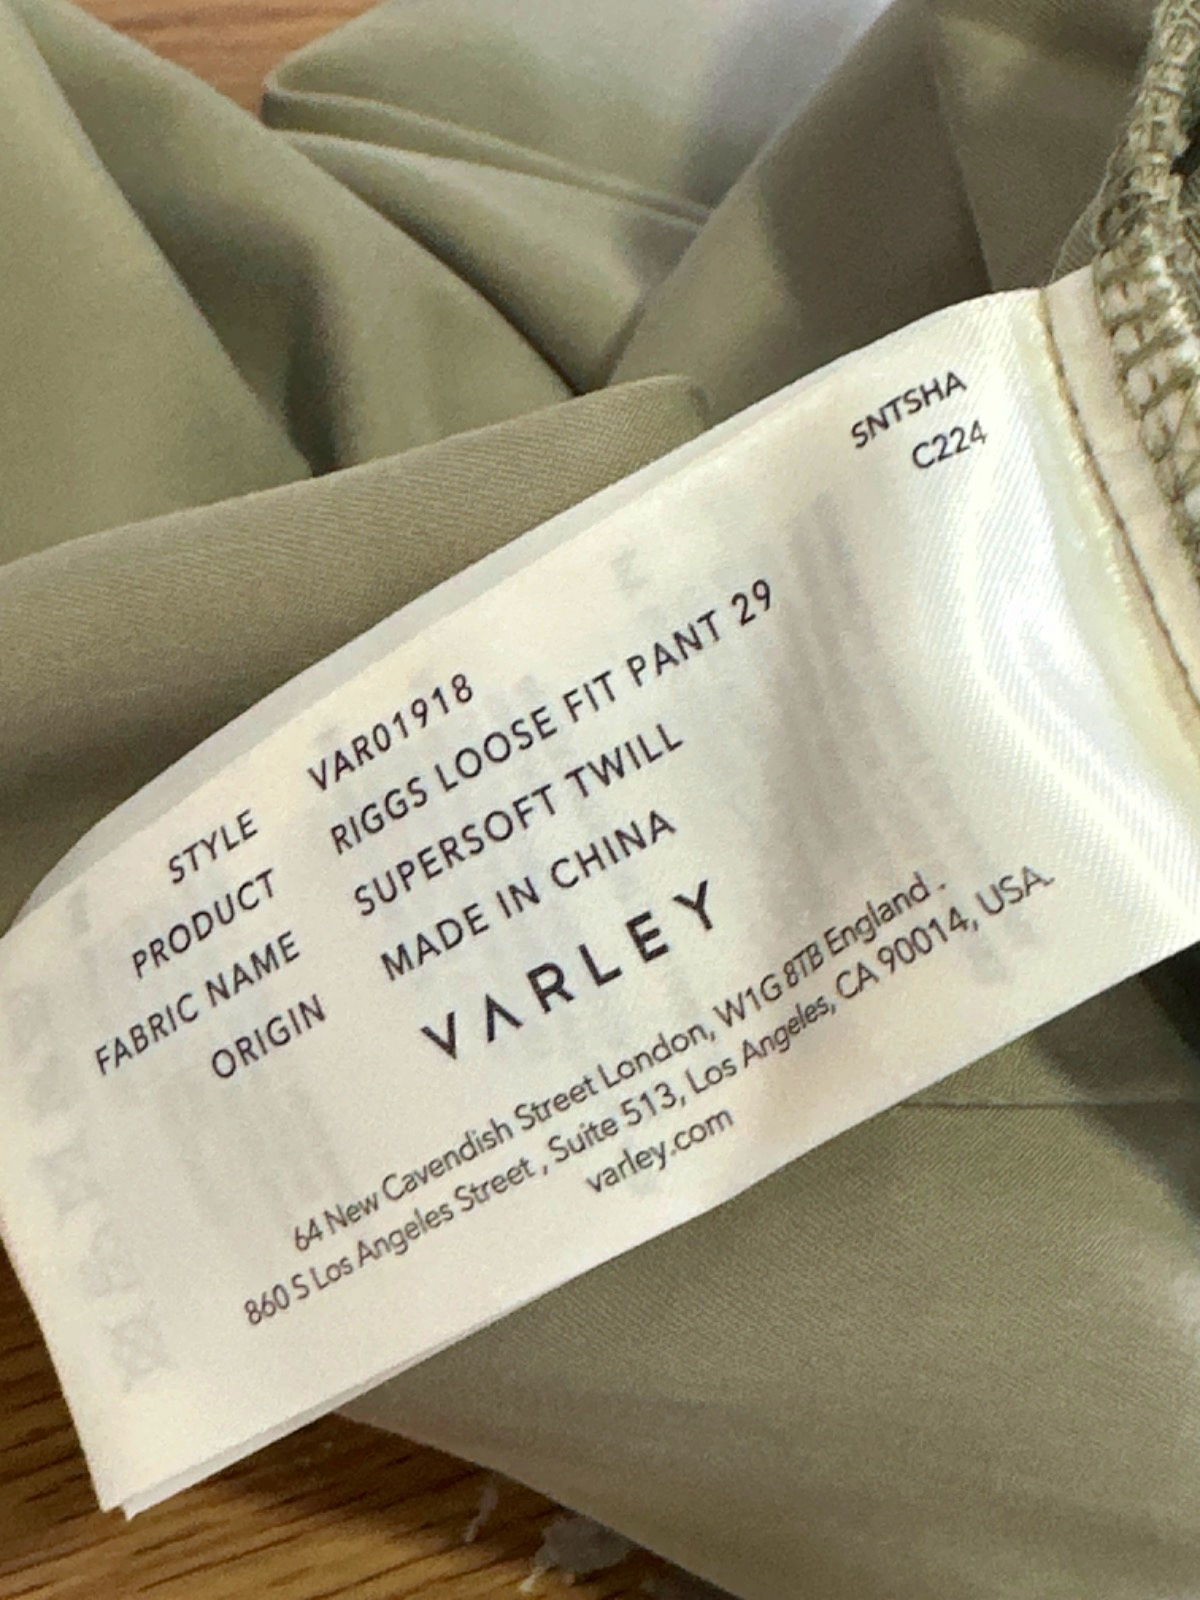 SNTSHA
C224
STYLE VAR01918
PRODUCT RIGGS LOOSE FIT PANT 29
FABRIC NAME SUPERSOFT TWILL
ORIGIN MADE IN CHINA
VARLEY
64 New Cavendish Street London, W1G 8TB England.
860 S Los Angeles Street, Suite 513, Los Angeles, CA 90014, USA.
varley.com